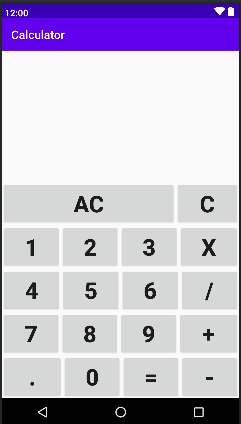 12:00
Calculator
AC C
1 2 3 X
4 5 6 /
7 8 9 +
. 0 = -